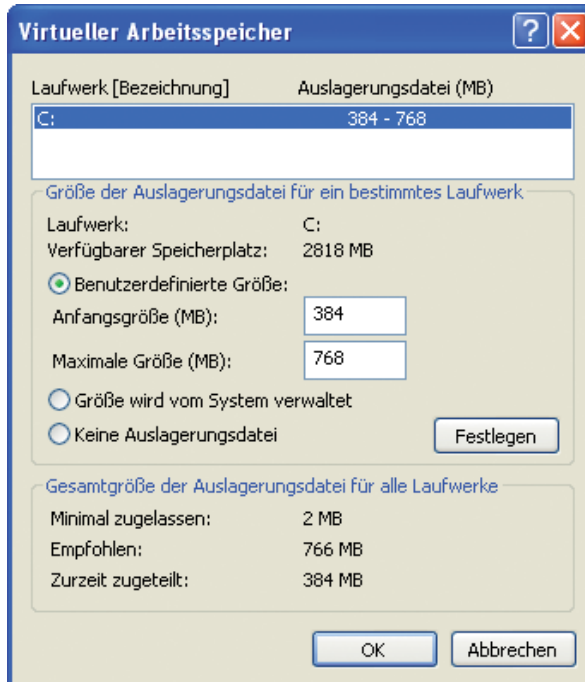 Virtueller Arbeitsspeicher
Laufwerk [Bezeichnung] Auslagerungsdatei (MB)
C: 384 - 768
Größe der Auslagerungsdatei für ein bestimmtes Laufwerk
Laufwerk: C:
Verfügbarer Speicherplatz: 2818 MB
Benutzerdefinierte Größe:
Anfangsgröße (MB): 384
Maximale Größe (MB): 768
Größe wird vom System verwaltet
Keine Auslagerungsdatei Festlegen
Gesamtgröße der Auslagerungsdatei für alle Laufwerke
Minimal zugelassen: 2 MB
Empfohlen: 766 MB
Zurzeit zugeteilt: 384 MB
OK Abbrechen